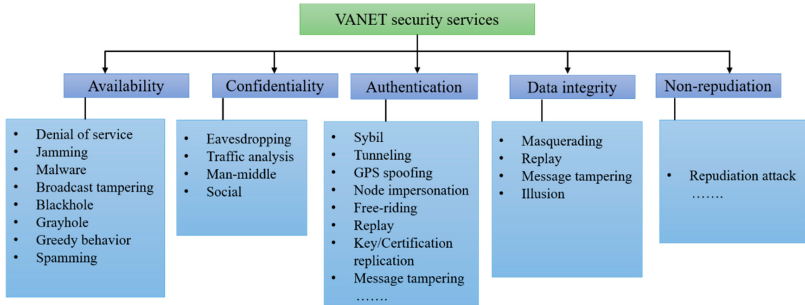 VANET security services
Availability
Confidentiality
Authentication
Data integrity
Non-repudiation
• Denial of service
• Jamming
• Malware
• Broadcast tampering
• Blackhole
• Grayhole
• Greedy behavior
• Spamming
• Eavesdropping
• Traffic analysis
• Man-middle
• Social
• Sybil
• Tunneling
• GPS spoofing
• Node impersonation
• Free-riding
• Replay
• Key/Certification
replication
• Message tampering
…….
• Masquerading
• Replay
• Message tampering
• Illusion
• Repudiation attack
…….